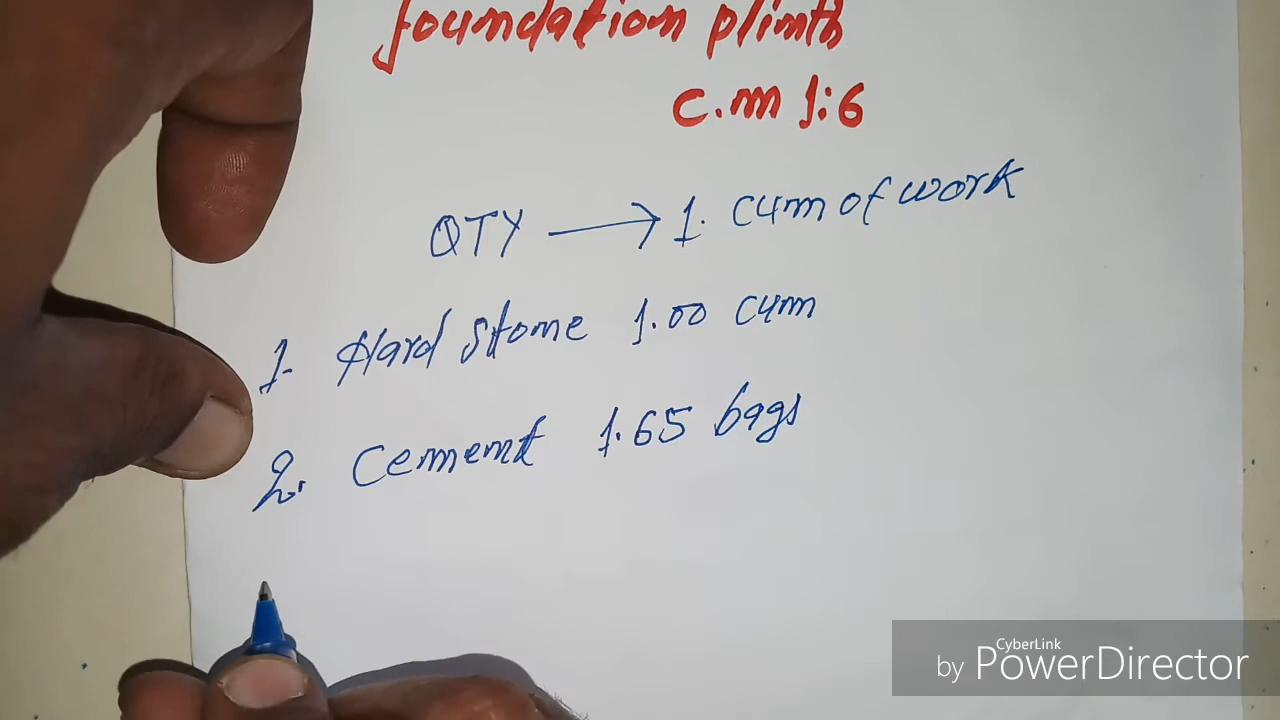 foundation plinth
c.m 1:6
QTY → 1. cum of work
1. Hard stone 1.00 cum
2. Cement 1.65 bags
CyberLink
by PowerDirector